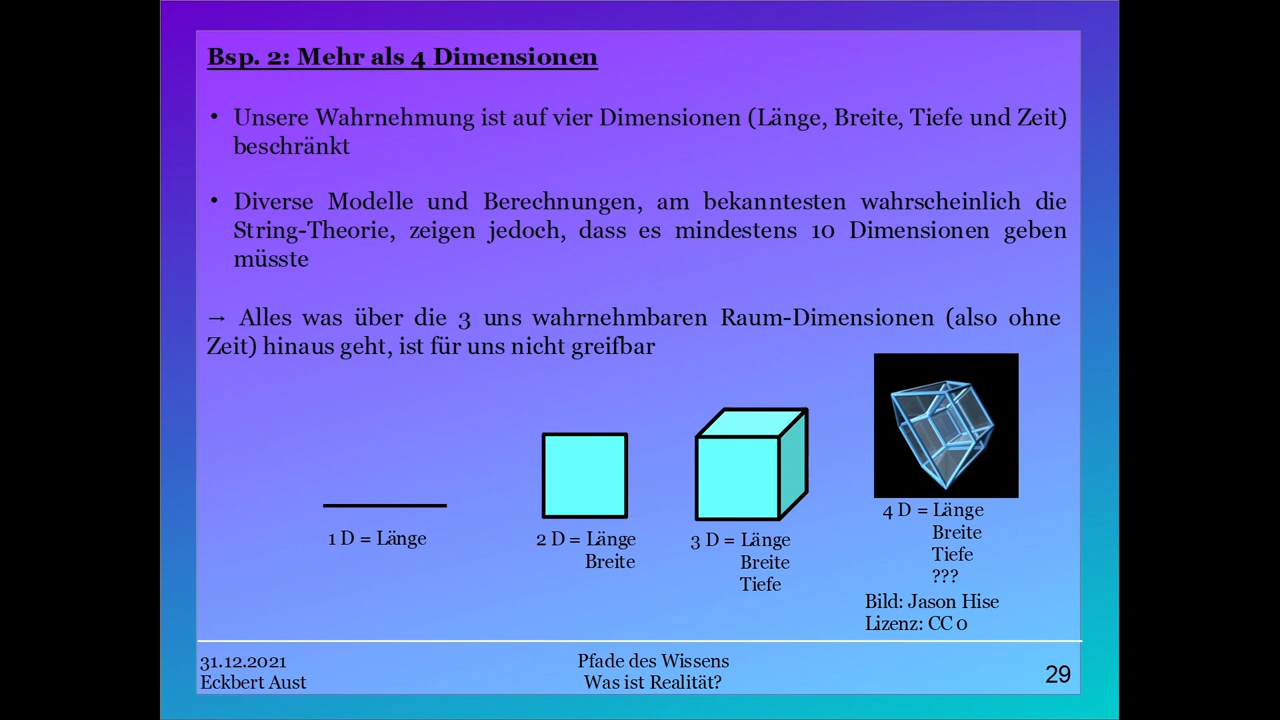 Bsp. 2: Mehr als 4 Dimensionen
• Unsere Wahrnehmung ist auf vier Dimensionen (Länge, Breite, Tiefe und Zeit)
beschränkt
• Diverse Modelle und Berechnungen, am bekanntesten wahrscheinlich die
String-Theorie, zeigen jedoch, dass es mindestens 10 Dimensionen geben
müsste
→ Alles was über die 3 uns wahrnehmbaren Raum-Dimensionen (also ohne
Zeit) hinaus geht, ist für uns nicht greifbar
1 D = Länge
2 D = Länge
Breite
3 D = Länge
Breite
Tiefe
4 D = Länge
Breite
Tiefe
???
Bild: Jason Hise
Lizenz: CC 0
31.12.2021
Eckbert Aust
Pfade des Wissens
Was ist Realität?
29